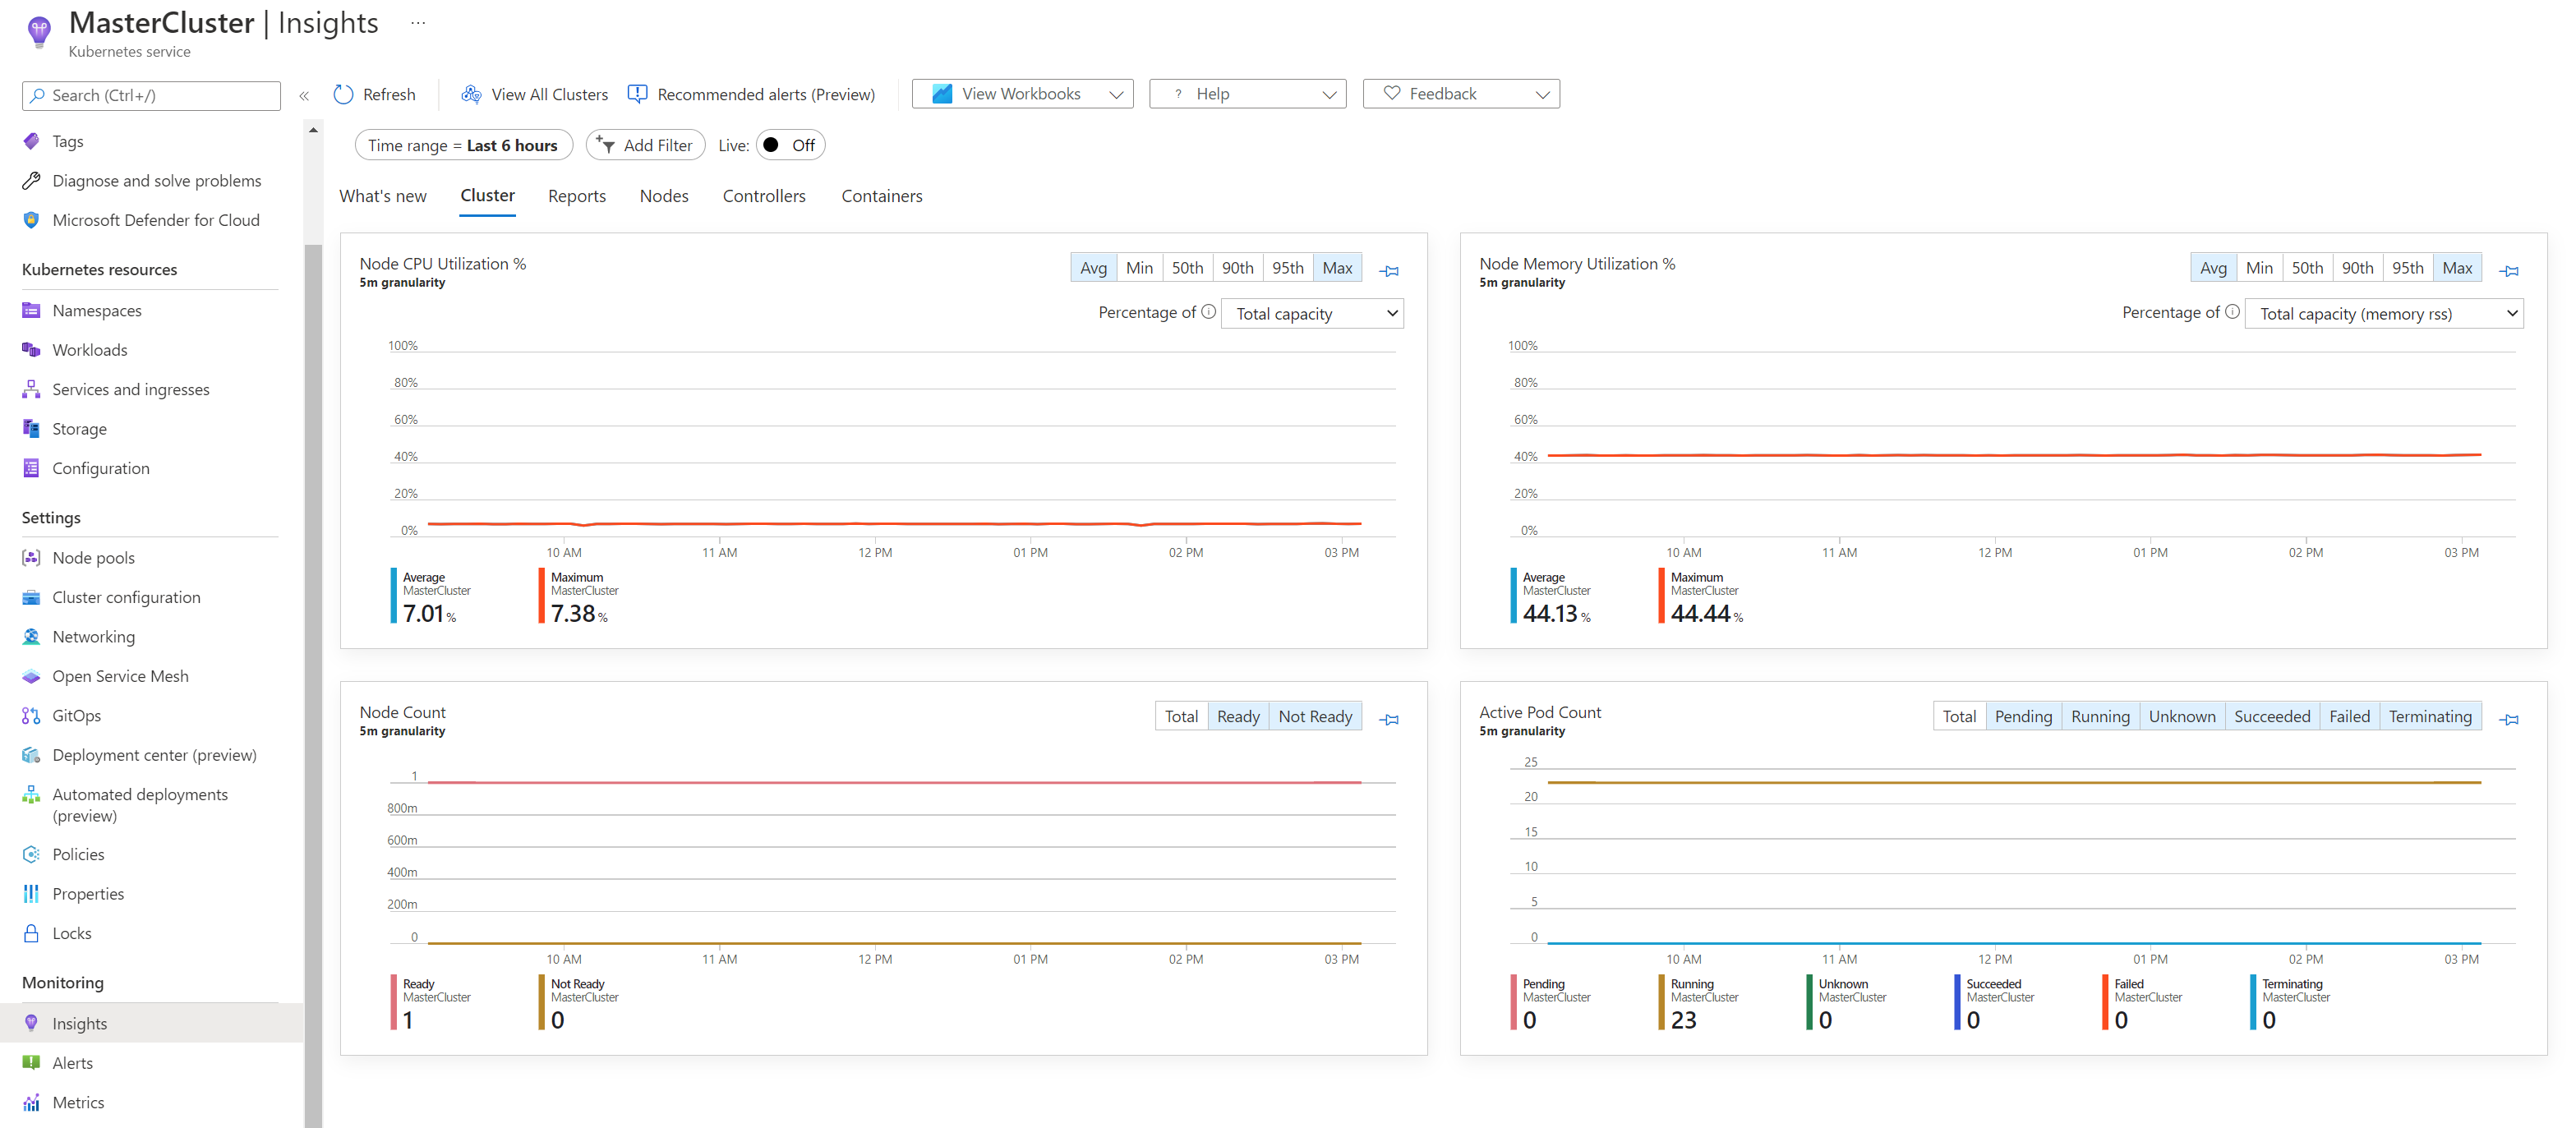 MasterCluster | Insights ...
Kubernetes service
Search (Ctrl+/)
«
Refresh
View All Clusters
Recommended alerts (Preview)
View Workbooks
? Help
Feedback
Time range = Last 6 hours
Add Filter
Live: Off
What's new
Cluster
Reports
Nodes
Controllers
Containers
Tags
Diagnose and solve problems
Microsoft Defender for Cloud
Kubernetes resources
Namespaces
Workloads
Services and ingresses
Storage
Configuration
Settings
Node pools
Cluster configuration
Networking
Open Service Mesh
GitOps
Deployment center (preview)
Automated deployments
(preview)
Policies
Properties
Locks
Monitoring
Insights
Alerts
Metrics
Node CPU Utilization %
5m granularity
Avg Min 50th 90th 95th Max
Percentage of Total capacity
100%
80%
60%
40%
20%
0%
10 AM 11 AM 12 PM 01 PM 02 PM 03 PM
Average
MasterCluster
7.01 %
Maximum
MasterCluster
7.38 %
Node Memory Utilization %
5m granularity
Avg Min 50th 90th 95th Max
Percentage of Total capacity (memory rss)
100%
80%
60%
40%
20%
0%
10 AM 11 AM 12 PM 01 PM 02 PM 03 PM
Average
MasterCluster
44.13 %
Maximum
MasterCluster
44.44 %
Node Count
5m granularity
Total Ready Not Ready
1
800m
600m
400m
200m
0
10 AM 11 AM 12 PM 01 PM 02 PM 03 PM
Ready
MasterCluster
1
Not Ready
MasterCluster
0
Active Pod Count
5m granularity
Total Pending Running Unknown Succeeded Failed Terminating
25
20
15
10
5
0
10 AM 11 AM 12 PM 01 PM 02 PM 03 PM
Pending
MasterCluster
0
Running
MasterCluster
23
Unknown
MasterCluster
0
Succeeded
MasterCluster
0
Failed
MasterCluster
0
Terminating
MasterCluster
0